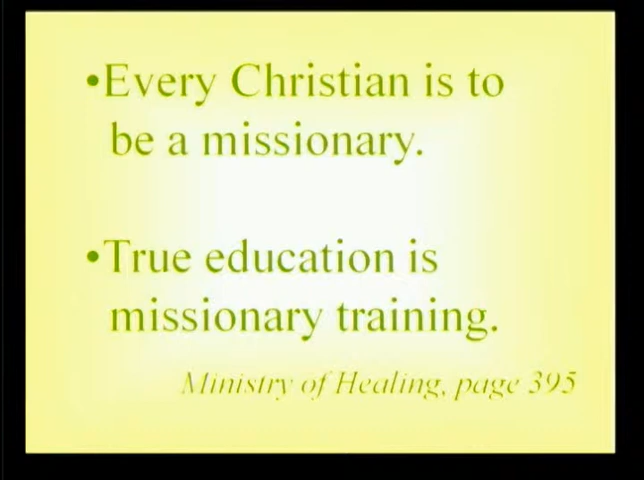 •Every Christian is to
be a missionary.
•True education is
missionary training.
Ministry of Healing, page 395